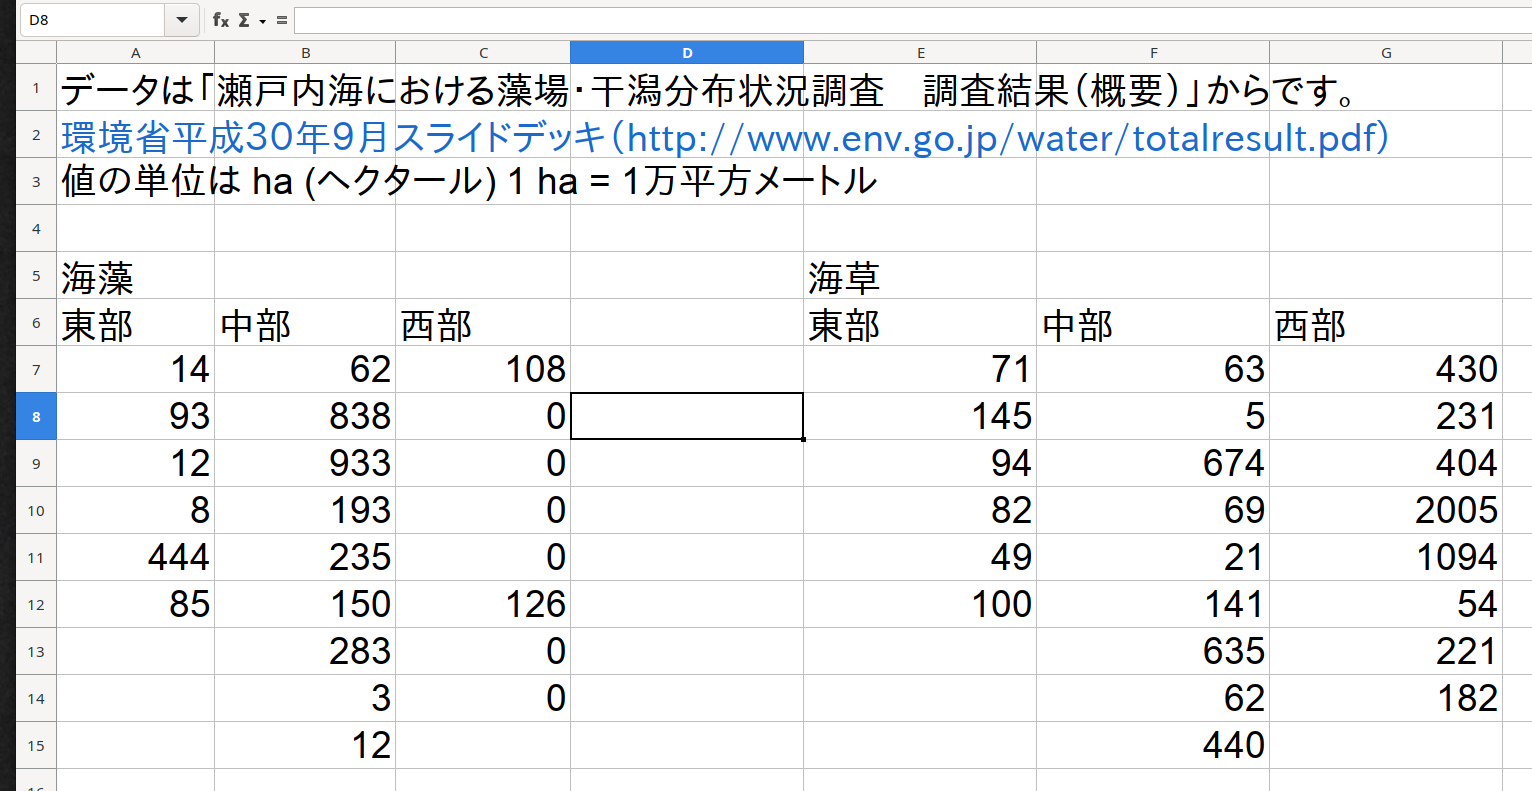 D8 fx Σ =
A B C D E F G
1 データは「瀬戸内海における藻場・干潟分布状況調査　調査結果（概要）」からです。
2 環境省平成30年9月スライドデッキ（http://www.env.go.jp/water/totalresult.pdf）
3 値の単位は ha (ヘクタール) 1 ha = 1万平方メートル
4
5 海藻 海草
6 東部 中部 西部 東部 中部 西部
7 14 62 108 71 63 430
8 93 838 0 145 5 231
9 12 933 0 94 674 404
10 8 193 0 82 69 2005
11 444 235 0 49 21 1094
12 85 150 126 100 141 54
13 283 0 635 221
14 3 0 62 182
15 12 440